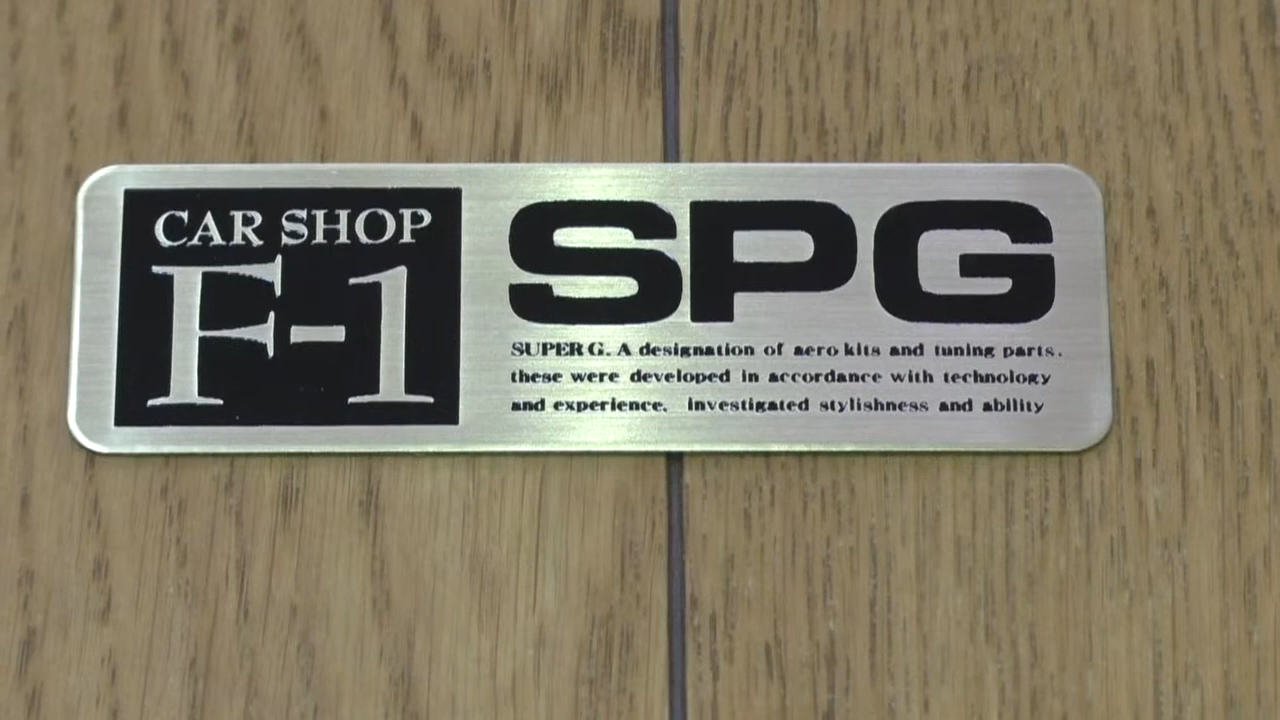 CAR SHOP
F-1
SPG
SUPER G. A designation of aero kits and tuning parts.
these were developed in accordance with technology
and experience. investigated stylishness and ability